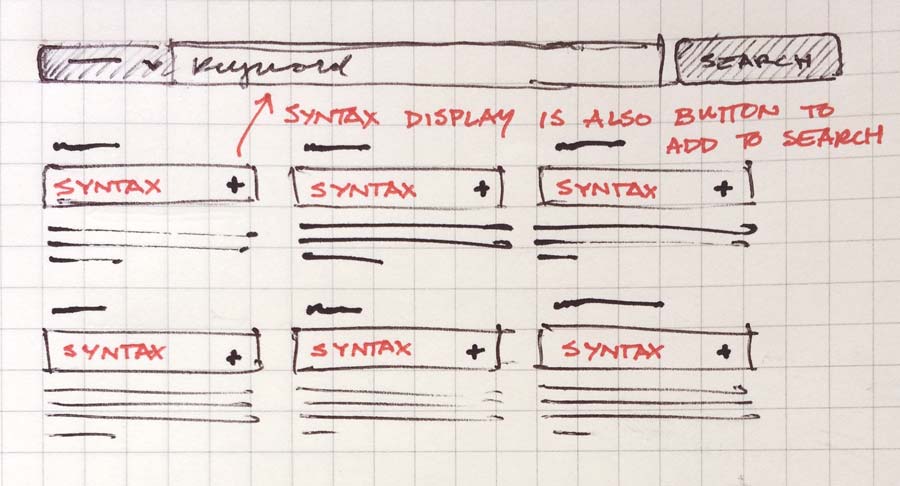 Keyword
SEARCH
SYNTAX DISPLAY IS ALSO BUTTON TO
ADD TO SEARCH
SYNTAX +
SYNTAX +
SYNTAX +
SYNTAX +
SYNTAX +
SYNTAX +